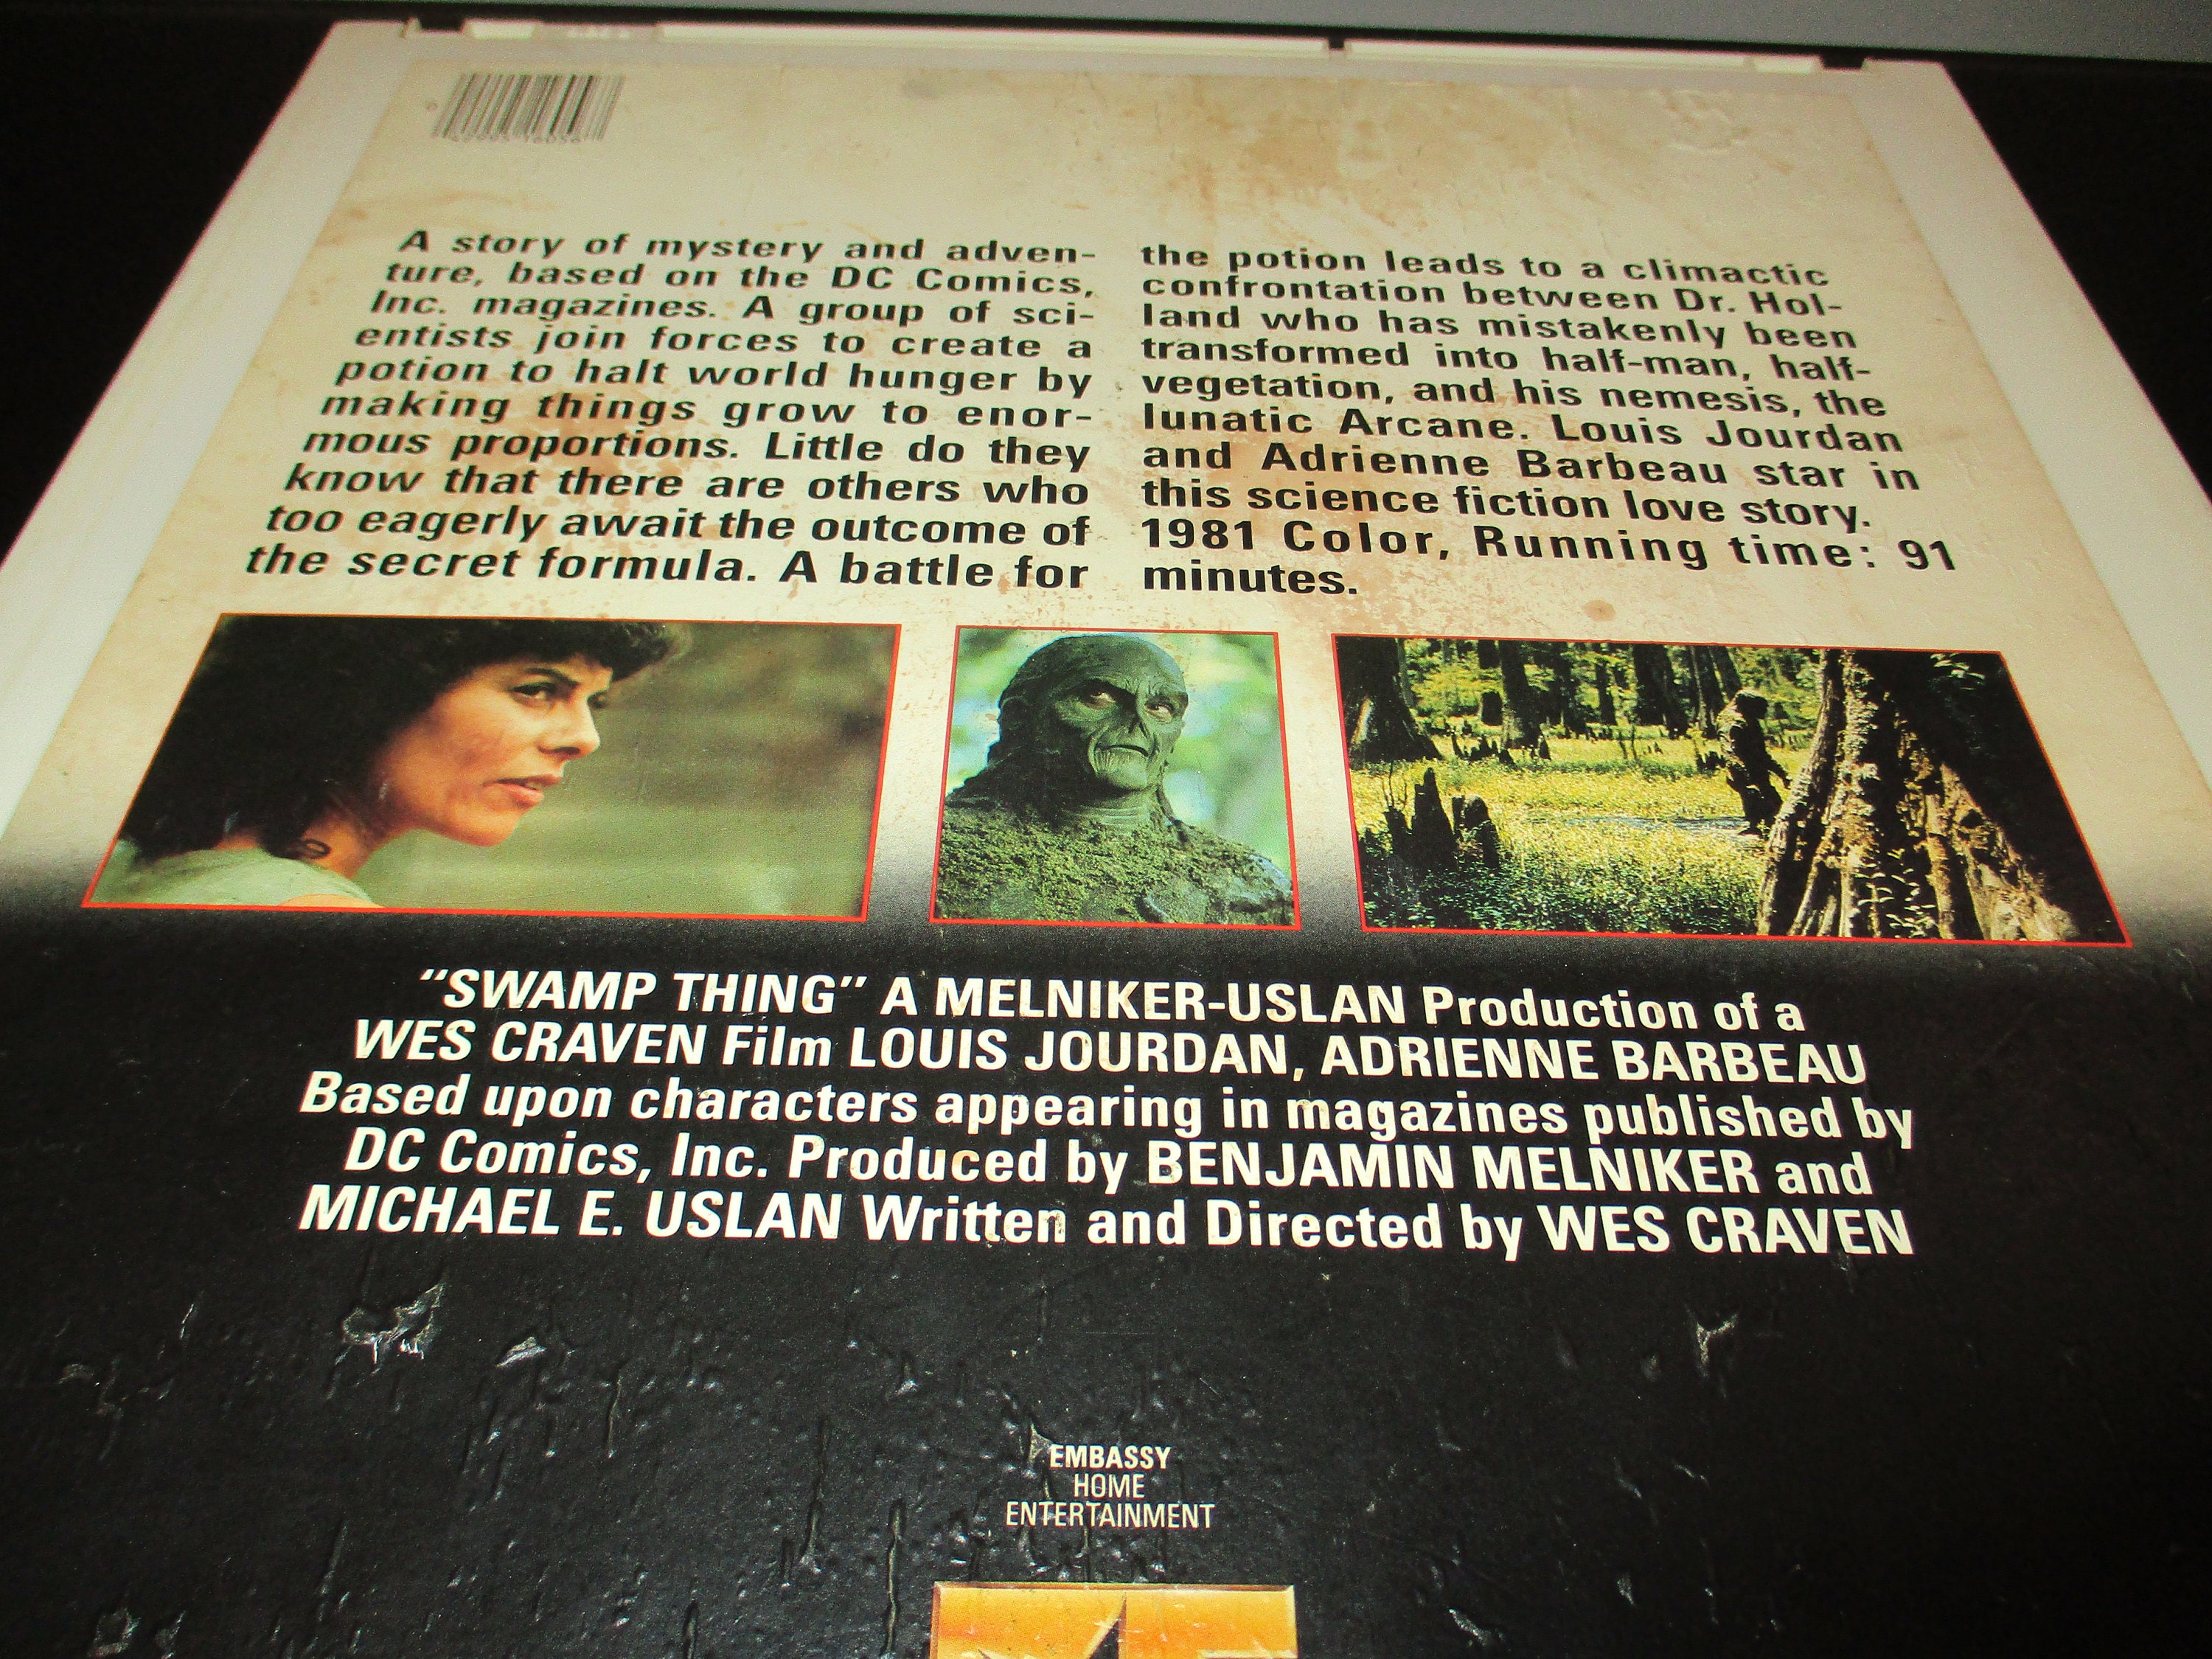 A story of mystery and adven-
ture, based on the DC Comics,
Inc. magazines. A group of sci-
entists join forces to create a
potion to halt world hunger by
making things grow to enor-
mous proportions. Little do they
know that there are others who
too eagerly await the outcome of
the secret formula. A battle for
the potion leads to a climactic
confrontation between Dr. Hol-
land who has mistakenly been
transformed into half-man, half-
vegetation, and his nemesis, the
lunatic Arcane. Louis Jourdan
and Adrienne Barbeau star in
this science fiction love story.
1981 Color, Running time: 91
minutes.
"SWAMP THING" A MELNIKER-USLAN Production of a
WES CRAVEN Film LOUIS JOURDAN, ADRIENNE BARBEAU
Based upon characters appearing in magazines published by
DC Comics, Inc. Produced by BENJAMIN MELNIKER and
MICHAEL E. USLAN Written and Directed by WES CRAVEN
EMBASSY
HOME
ENTERTAINMENT